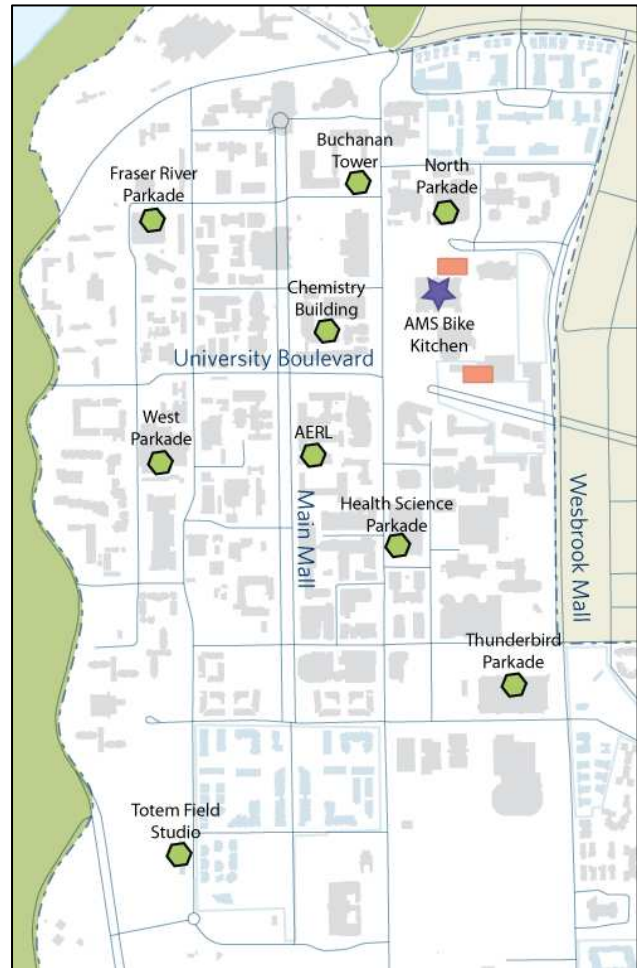 Buchanan
Tower
Fraser River
Parkade
North
Parkade
Chemistry
Building
AMS Bike
Kitchen
University Boulevard
West
Parkade
AERL
Main Mall
Health Science
Parkade
Wesbrook Mall
Thunderbird
Parkade
Totem Field
Studio